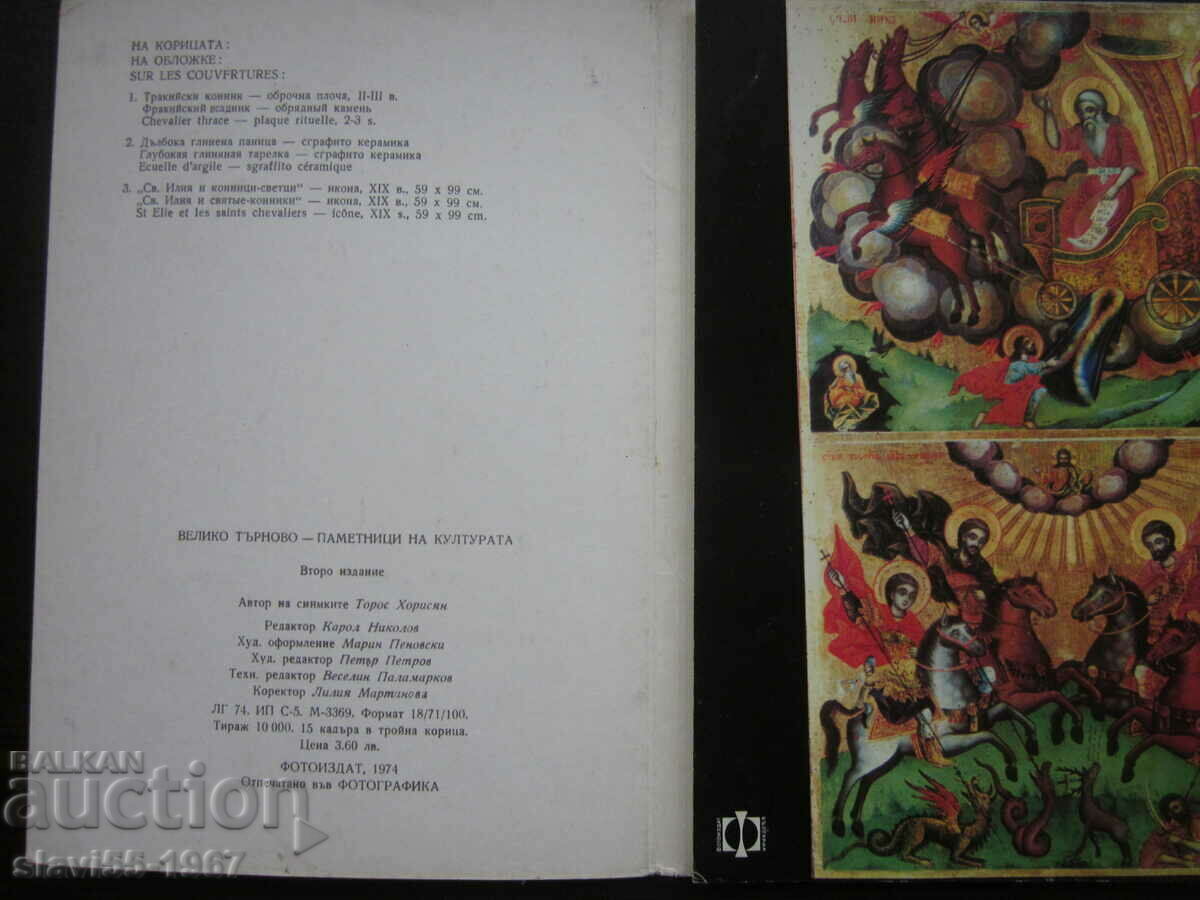 НА КОРИЦАТА:
НА ОБЛОЖКЕ:
SUR LES COUVFRTURES:
1. Тракийски конник — оброчна плоча, II-III в.
Фракийский всадник — обрядный камень
Chevalier thrace — plaque rituelle, 2-3 s.
2. Дълбока глинена паница — сграфито керамика
Глубокая глиняная тарелка — сграфито керамика
Ecuelle d'argile — sgraffito céramique
3. „Св. Илия и конници-светци“ — икона, XIX в., 59 x 99 см.
„Св. Илия и святые-конники“ — икона, XIX в., 59 x 99 см.
St Elie et les saints chevaliers — icône, XIX s., 59 x 99 cm.
ВЕЛИКО ТЪРНОВО — ПАМЕТНИЦИ НА КУЛТУРАТА
Второ издание
Автор на снимките Торос Хорисян
Редактор Карол Николов
Худ. оформление Марин Пеновски
Худ. редактор Петър Петров
Техн. редактор Веселин Паламарков
Коректор Лилия Мартинова
ЛГ 74. ИП С-5. М-3369. Формат 18/71/100.
Тираж 10 000. 15 кадъра в тройна корица.
Цена 3.60 лв.
ФОТОИЗДАТ, 1974
Отпечатано във ФОТОГРАФИКА
BALKAN
auction
slavi55-1967